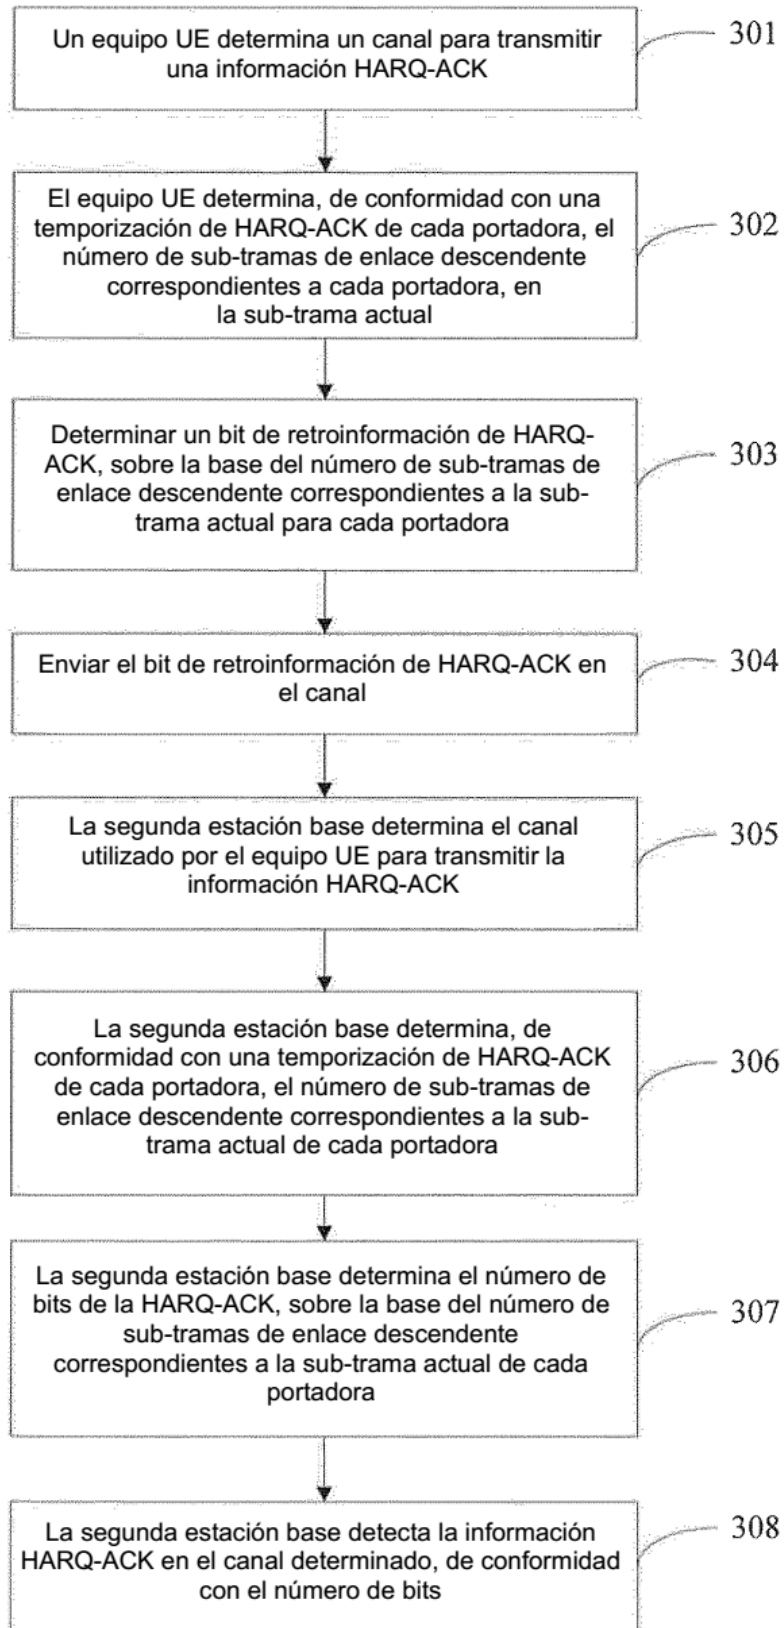 Un equipo UE determina un canal para transmitir
una información HARQ-ACK
301
El equipo UE determina, de conformidad con una
temporización de HARQ-ACK de cada portadora, el
número de sub-tramas de enlace descendente
correspondientes a cada portadora, en
la sub-trama actual
302
Determinar un bit de retroinformación de HARQ-
ACK, sobre la base del número de sub-tramas de
enlace descendente correspondientes a la sub-
trama actual para cada portadora
303
Enviar el bit de retroinformación de HARQ-ACK en
el canal
304
La segunda estación base determina el canal
utilizado por el equipo UE para transmitir la
información HARQ-ACK
305
La segunda estación base determina, de
conformidad con una temporización de HARQ-ACK
de cada portadora, el número de sub-tramas de
enlace descendente correspondientes a la sub-
trama actual de cada portadora
306
La segunda estación base determina el número de
bits de la HARQ-ACK, sobre la base del número de
sub-tramas de enlace descendente
correspondientes a la sub-trama actual de cada
portadora
307
La segunda estación base detecta la información
HARQ-ACK en el canal determinado, de conformidad
con el número de bits
308